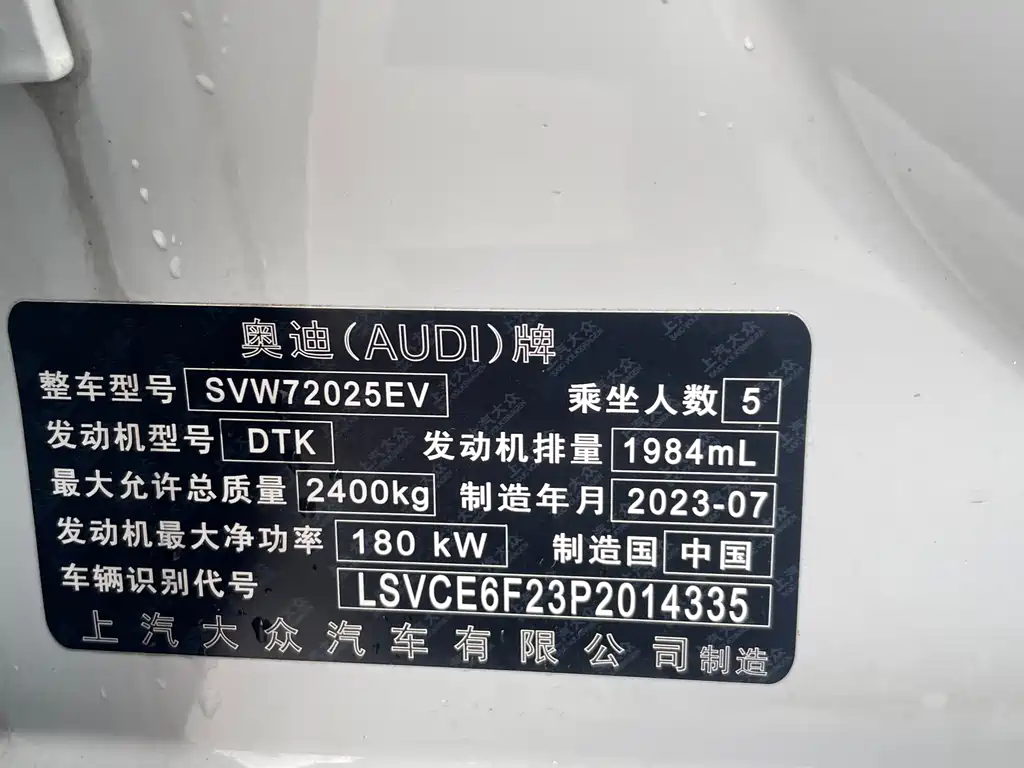 奥迪(AUDI)牌
整车型号 SVW72025EV 乘坐人数 5
发动机型号 DTK 发动机排量 1984mL
最大允许总质量 2400kg 制造年月 2023-07
发动机最大净功率 180 kW 制造国 中国
车辆识别代号 LSVCE6F23P2014335
上汽大众汽车有限公司制造